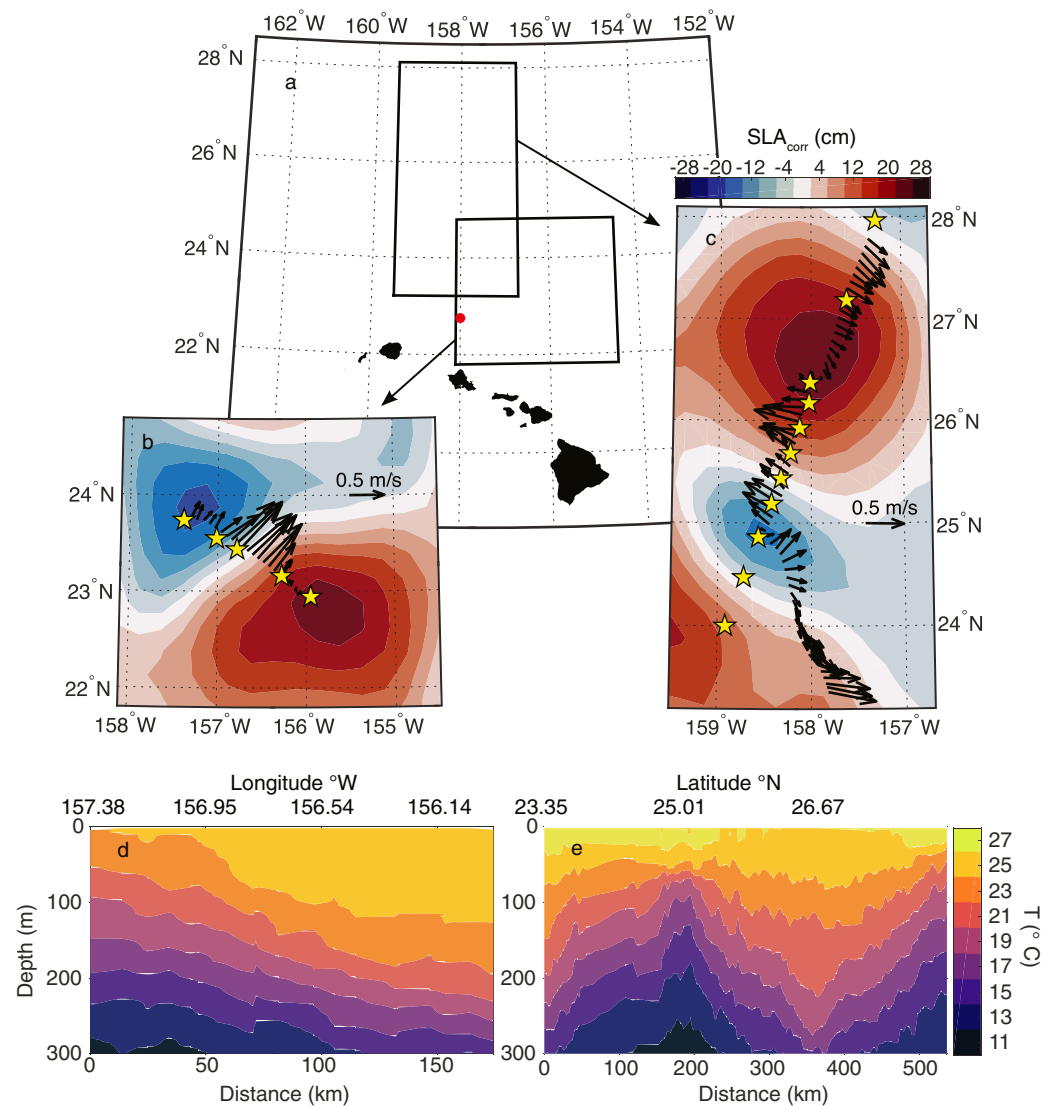 162°W 160°W 158°W 156°W 154°W 152°W
28°N
a
26°N
24°N
22°N
SLAcorr (cm)
-28 -20 -12 -4 4 12 20 28
c
28°N
27°N
26°N
0.5 m/s
25°N
24°N
159°W 158°W 157°W
b
0.5 m/s
24°N
23°N
22°N
158°W 157°W 156°W 155°W
Longitude °W
157.38 156.95 156.54 156.14
d
0
100
200
300
Depth (m)
0 50 100 150
Distance (km)
Latitude °N
23.35 25.01 26.67
e
0
100
200
300
0 100 200 300 400 500
Distance (km)
27
25
23
21
19
17
15
13
11
T (°C)